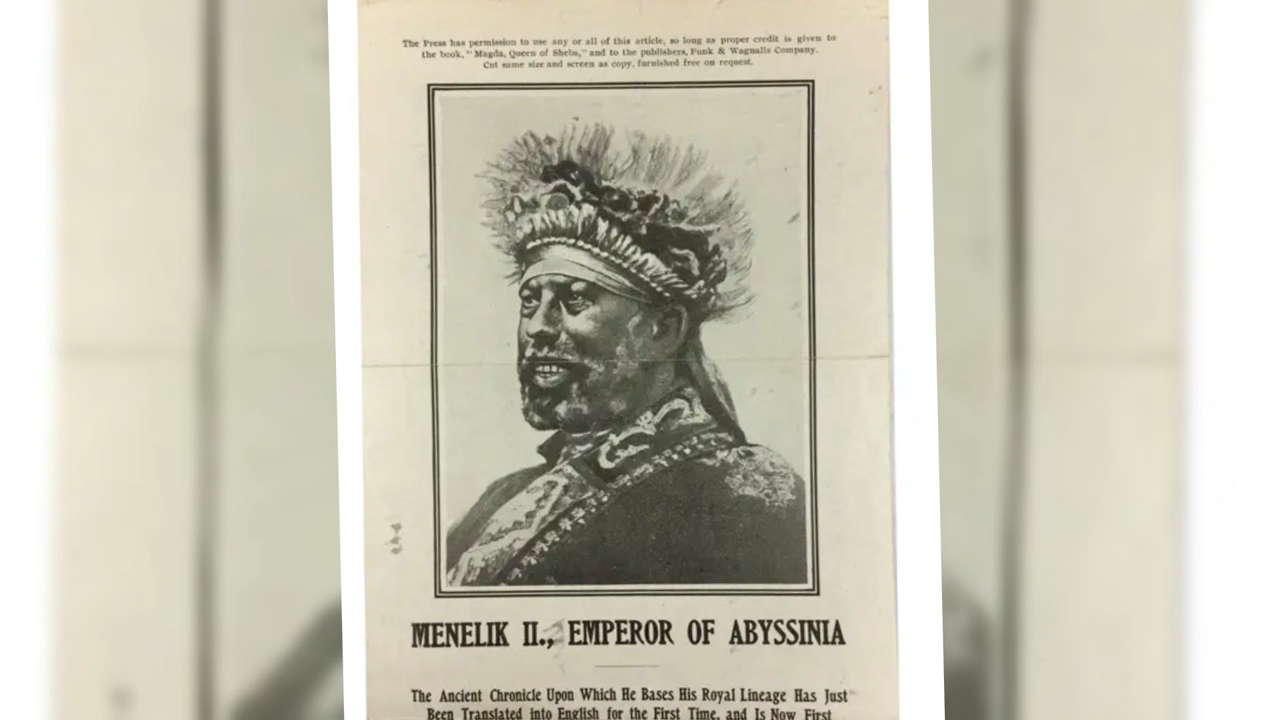 The Press has permission to use any or all of this article, so long as proper credit is given to
the book, "Magda, Queen of Sheba," and to the publishers, Funk & Wagnalls Company.
Cut same size and screen as copy, furnished free on request.
MENELIK II., EMPEROR OF ABYSSINIA
The Ancient Chronicle Upon Which He Bases His Royal Lineage Has Just
Been Translated into English for the First Time, and Is Now First